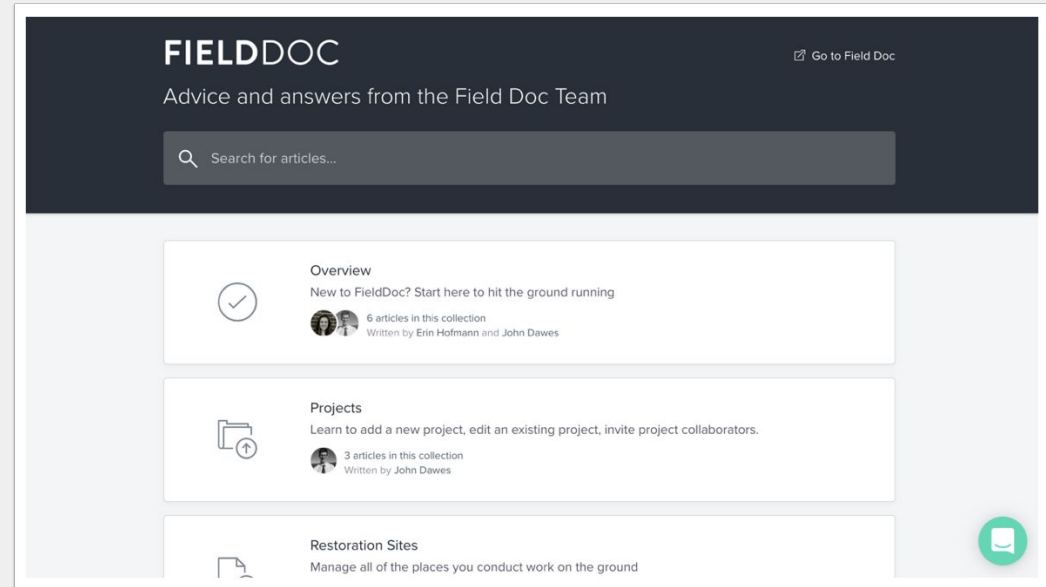 FIELDDOC
Go to Field Doc
Advice and answers from the Field Doc Team
Search for articles...
Overview
New to FieldDoc? Start here to hit the ground running
6 articles in this collection
Written by Erin Hofmann and John Dawes
Projects
Learn to add a new project, edit an existing project, invite project collaborators.
3 articles in this collection
Written by John Dawes
Restoration Sites
Manage all of the places you conduct work on the ground